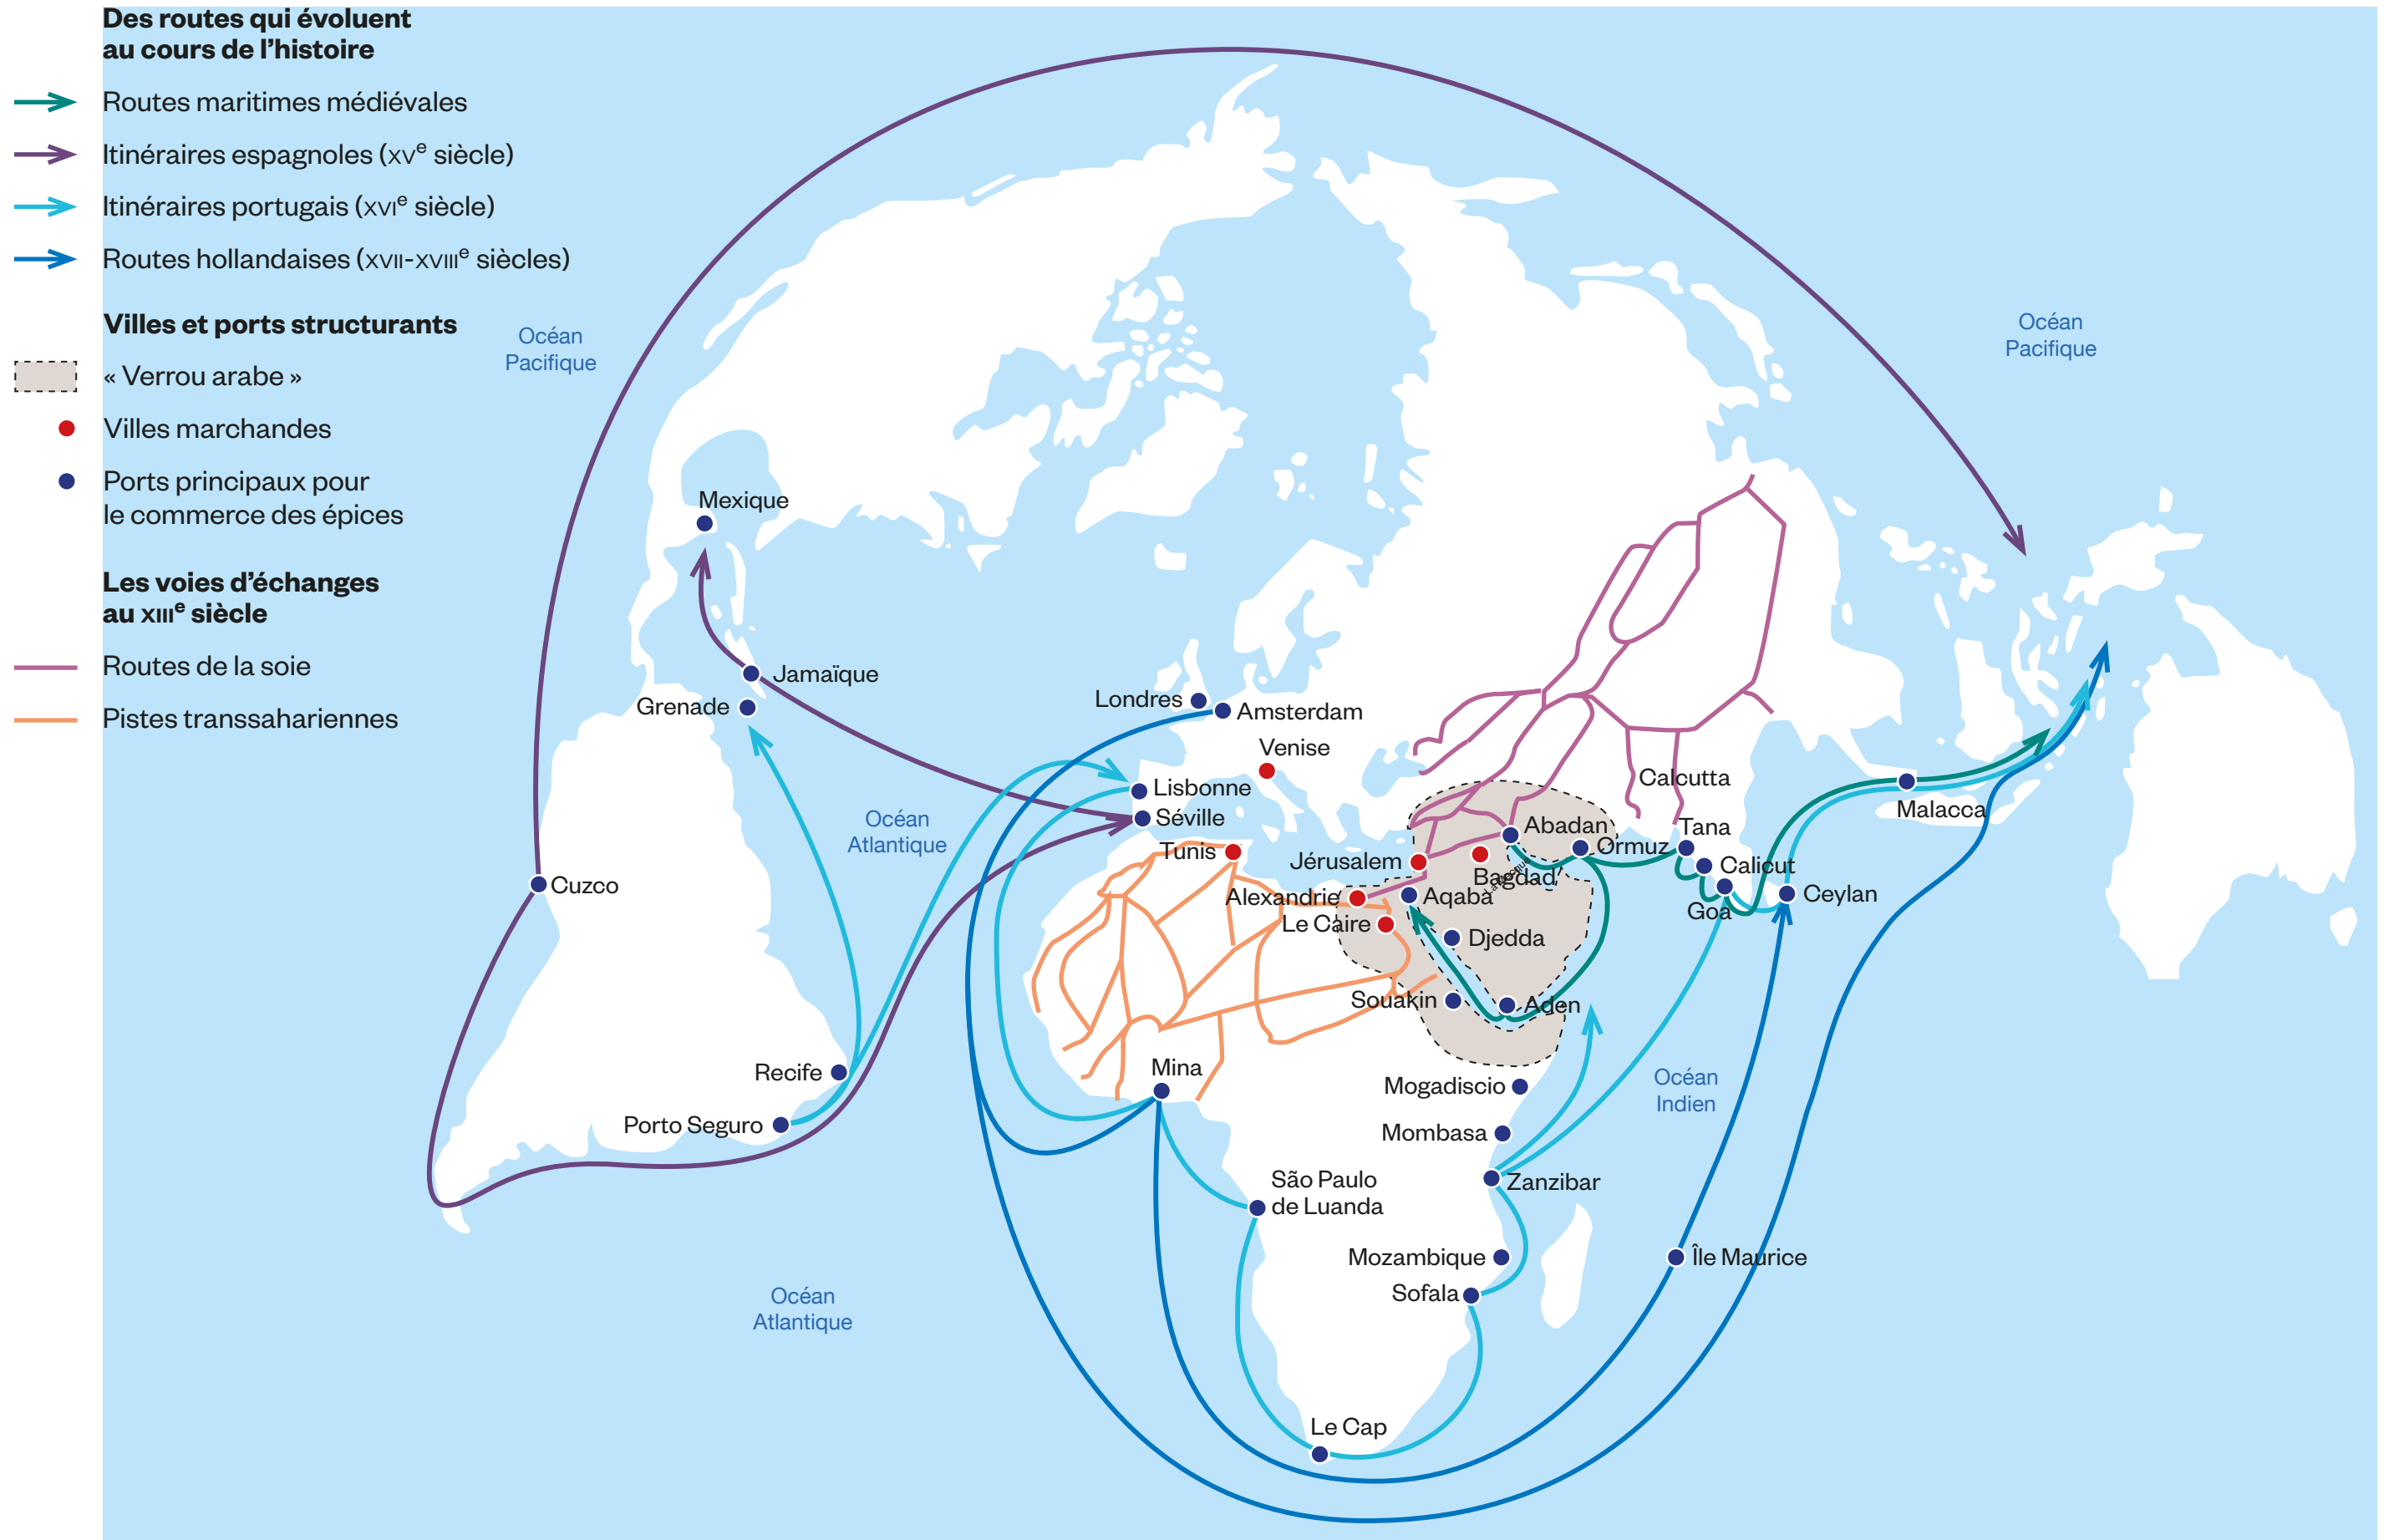 Des routes qui évoluent
au cours de l'histoire
Routes maritimes médiévales
Itinéraires espagnoles (XVe siècle)
Itinéraires portugais (XVIe siècle)
Routes hollandaises (XVII-XVIIIe siècles)
Villes et ports structurants
« Verrou arabe »
Villes marchandes
Ports principaux pour
le commerce des épices
Les voies d'échanges
au XIIIe siècle
Routes de la soie
Pistes transsahariennes
Océan
Pacifique
Océan
Pacifique
Mexique
Jamaïque
Grenade
Londres
Amsterdam
Venise
Lisbonne
Séville
Océan
Atlantique
Tunis
Cuzco
Calcutta
Malacca
Abadan
Tana
Ormuz
Jérusalem
Bagdad
La Mecque
Calicut
Alexandrie
Aqaba
Goa
Ceylan
Le Caire
Djedda
Souakin
Aden
Recife
Porto Seguro
Mina
Mogadiscio
Océan
Indien
Mombasa
Zanzibar
São Paulo
de Luanda
Mozambique
Île Maurice
Sofala
Océan
Atlantique
Le Cap